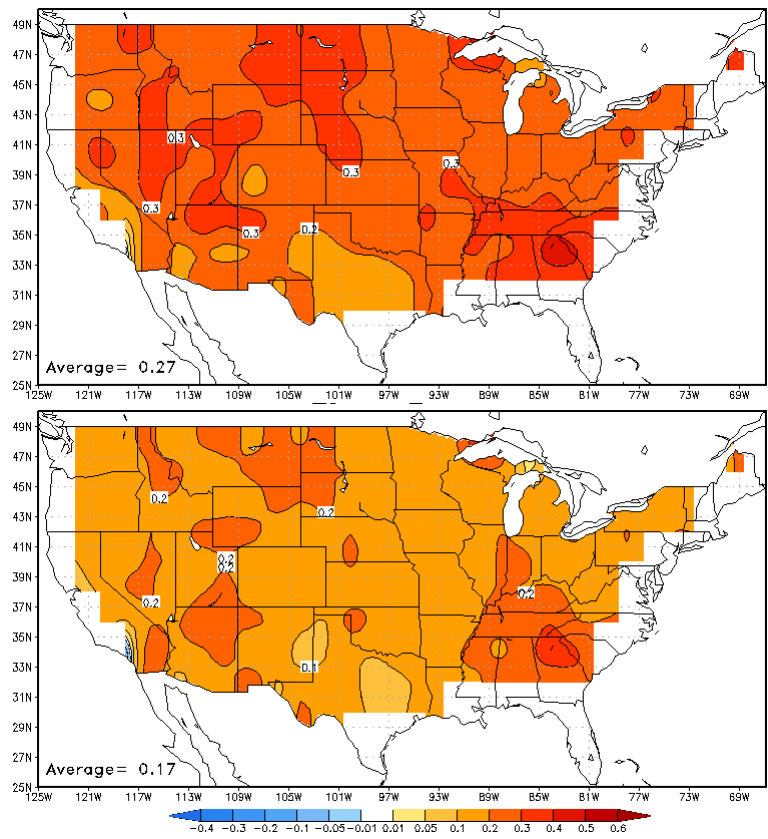 49N
47N
45N
43N
41N
39N
37N
35N
33N
31N
29N
27N
25N
0.3
0.3
0.3
0.3
0.3
0.2
Average= 0.27
125W 121W 117W 113W 109W 105W 101W 97W 93W 89W 85W 81W 77W 73W 69W
49N
47N
45N
43N
41N
39N
37N
35N
33N
31N
29N
27N
25N
0.2
0.2
0.2
0.2
0.2
0.2
0.1
Average= 0.17
125W 121W 117W 113W 109W 105W 101W 97W 93W 89W 85W 81W 77W 73W 69W
-0.4 -0.3 -0.2 -0.1 -0.05 -0.01 0.01 0.05 0.1 0.2 0.3 0.4 0.5 0.6